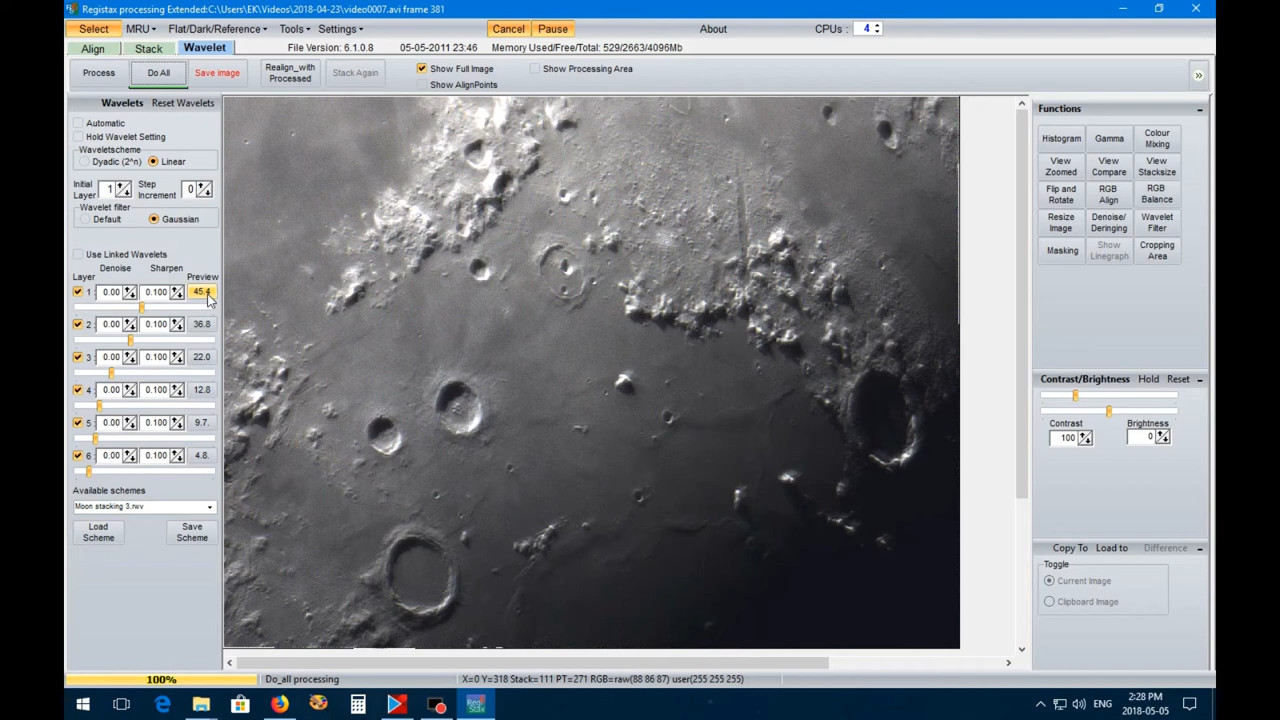 Registax processing Extended:C:\Users\EK\Videos\2018-04-23\video0007.avi frame 381
Select MRU Flat/Dark/Reference Tools Settings Cancel Pause About CPUs: 4
Align Stack Wavelet File Version: 6.1.0.8 05-05-2011 23:46 Memory Used/Free/Total: 529/2663/4096Mb
Process Do All Save image Realign_with Processed Stack Again Show Full Image Show Processing Area
Show AlignPoints
Wavelets Reset Wavelets
Automatic
Hold Wavelet Setting
Waveletscheme
Dyadic (2^n) Linear
Initial Layer 1 Step Increment 0
Wavelet filter
Default Gaussian
Use Linked Wavelets
Denoise Sharpen
Layer Preview
1 : 0.00 0.100 45.4
2 : 0.00 0.100 36.8
3 : 0.00 0.100 22.0
4 : 0.00 0.100 12.8
5 : 0.00 0.100 9.7.
6 : 0.00 0.100 4.8.
Available schemes
Moon stacking 3.rwv
Load Scheme Save Scheme
Functions
Histogram Gamma Colour Mixing
View Zoomed View Compare View Stacksize
Flip and Rotate RGB Align RGB Balance
Resize Image Denoise/ Deringing Wavelet Filter
Masking Show Linegraph Cropping Area
Contrast/Brightness Hold Reset
Contrast Brightness
100 0
Copy To Load to Difference
Toggle
Current Image
Clipboard Image
100% Do_all processing X=0 Y=318 Stack=111 PT=271 RGB=raw(88 86 87) user(255 255 255)
ENG
2:28 PM
2018-05-05